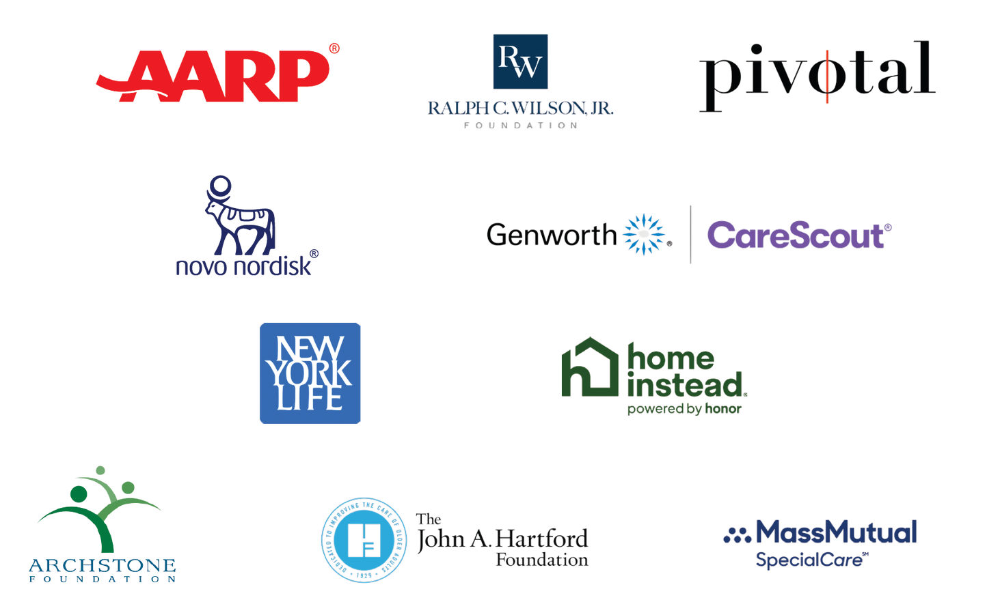 AARP®
RW
RALPH C. WILSON, JR.
FOUNDATION
pivotal
novo nordisk®
Genworth®
CareScout®
NEW
YORK
LIFE
home
instead®
powered by honor
ARCHSTONE
FOUNDATION
DEDICATED TO IMPROVING THE CARE OF OLDER ADULTS
• 1929 •
HF
The
John A. Hartford
Foundation
MassMutual
SpecialCare℠